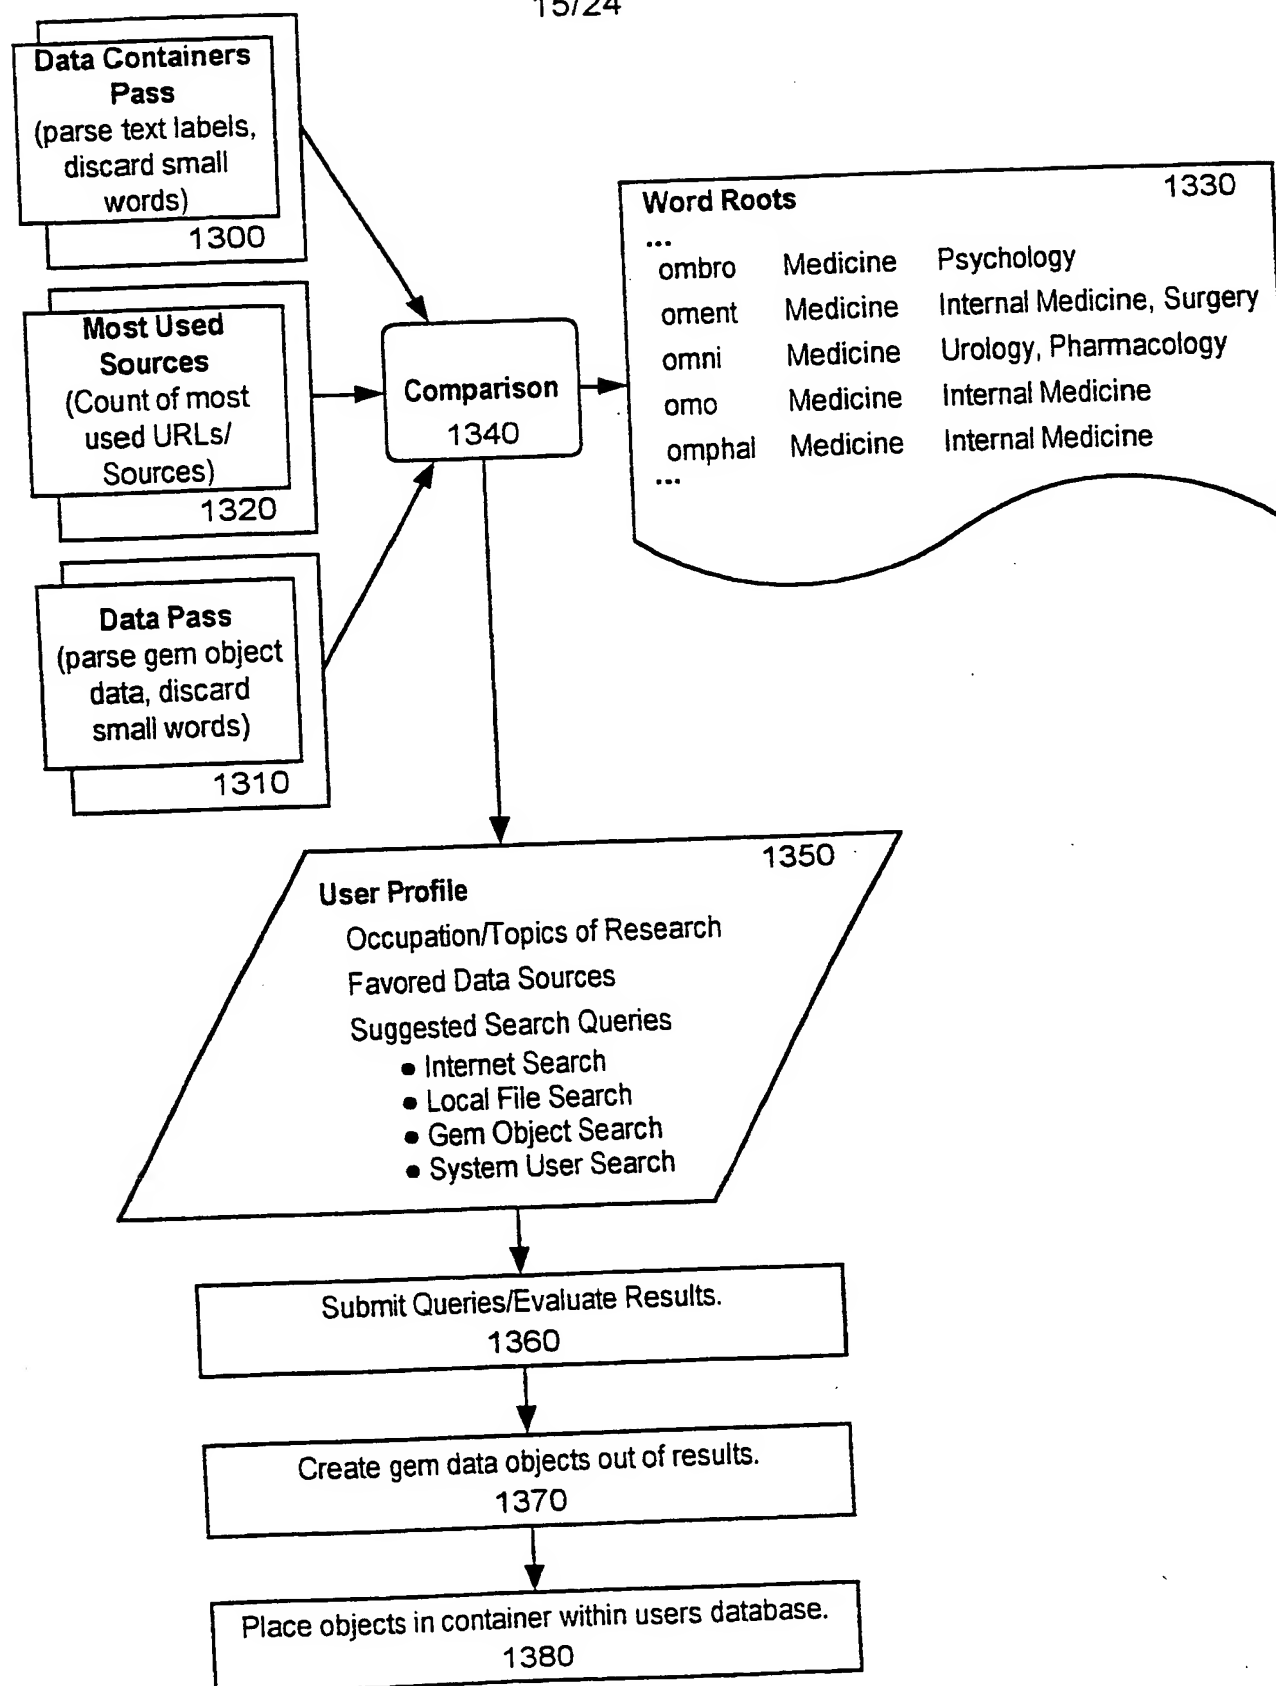 15/24
Data Containers
Pass
(parse text labels,
discard small
words)
1300
Most Used
Sources
(Count of most
used URLs/
Sources)
1320
Data Pass
(parse gem object
data, discard
small words)
1310
Comparison
1340
Word Roots 1330
...
ombro Medicine Psychology
oment Medicine Internal Medicine, Surgery
omni Medicine Urology, Pharmacology
omo Medicine Internal Medicine
omphal Medicine Internal Medicine
...
1350
User Profile
Occupation/Topics of Research
Favored Data Sources
Suggested Search Queries
• Internet Search
• Local File Search
• Gem Object Search
• System User Search
Submit Queries/Evaluate Results.
1360
Create gem data objects out of results.
1370
Place objects in container within users database.
1380